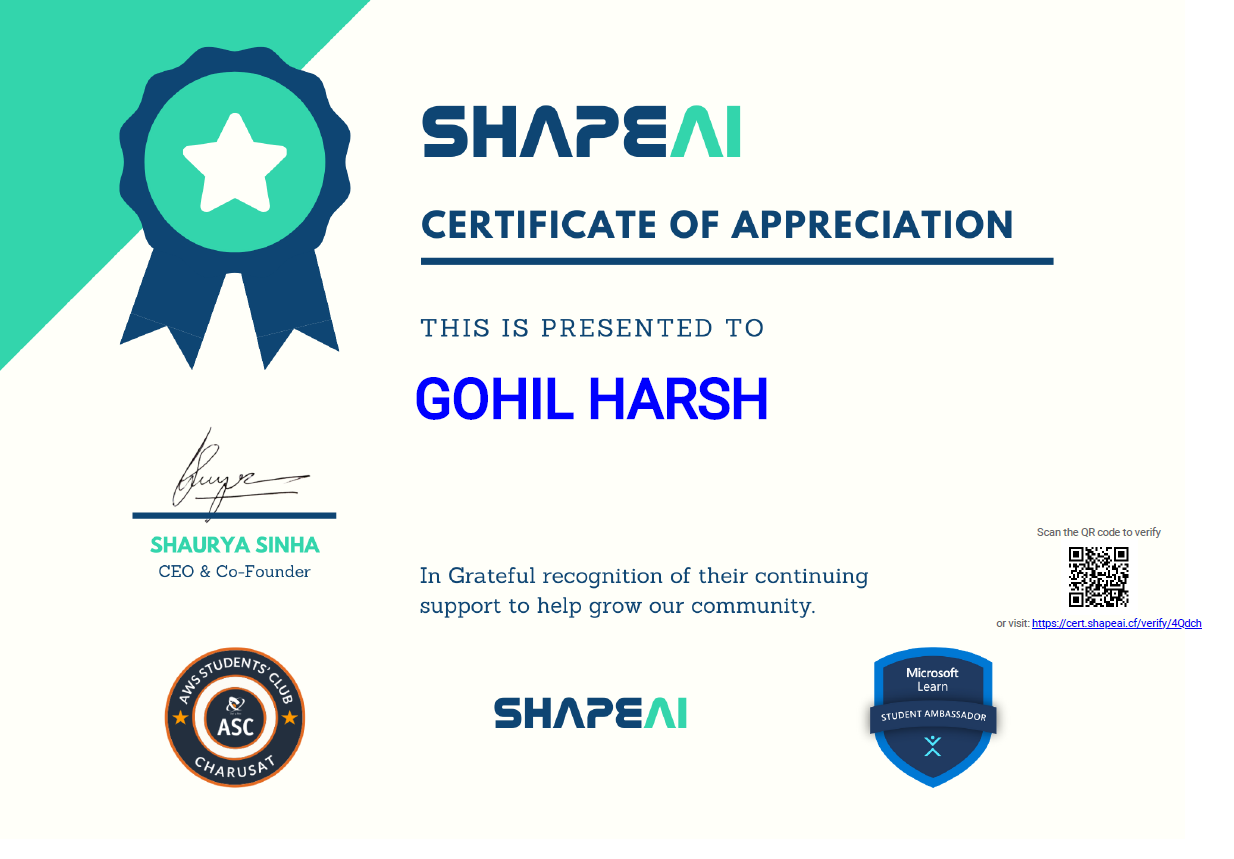 SHAPEAI
CERTIFICATE OF APPRECIATION
THIS IS PRESENTED TO
GOHIL HARSH
SHAURYA SINHA
CEO & Co-Founder
In Grateful recognition of their continuing
support to help grow our community.
Scan the QR code to verify
or visit: https://cert.shapeai.cf/verify/4Qdch
AWS STUDENTS' CLUB
ASC
CHARUSAT
SHAPEAI
Microsoft
Learn
STUDENT AMBASSADOR